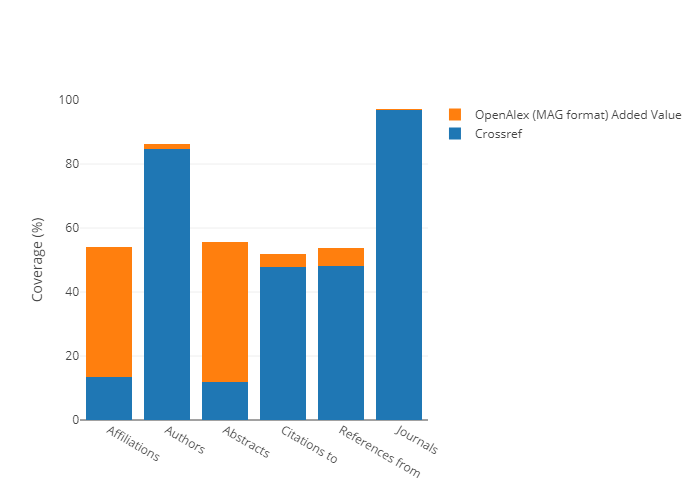 100
80
60
40
20
0
Coverage (%)
Affiliations
Authors
Abstracts
Citations to
References from
Journals
OpenAlex (MAG format) Added Value
Crossref